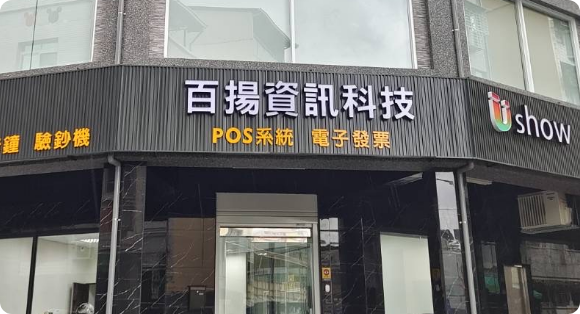 百揚資訊科技
POS系統 電子發票
鐘 驗鈔機
Ushow